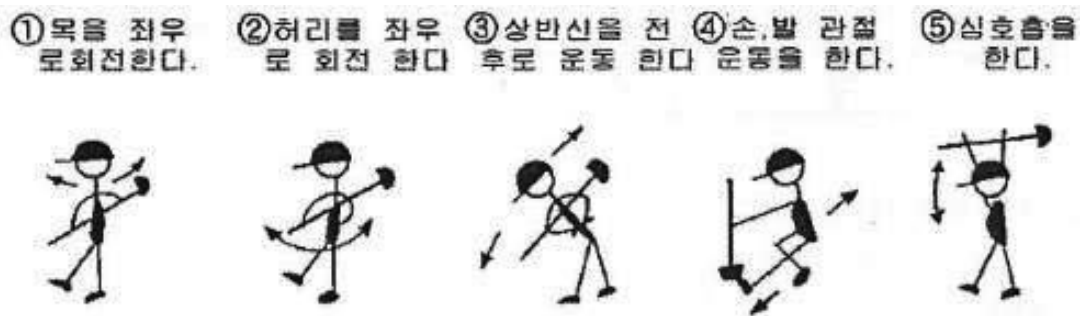 ①목을 좌우
로회전한다.
②허리를 좌우
로 회전 한다
③상반신을 전
후로 운동 한다
④손,발 관절
운동을 한다.
⑤심호흡을
한다.